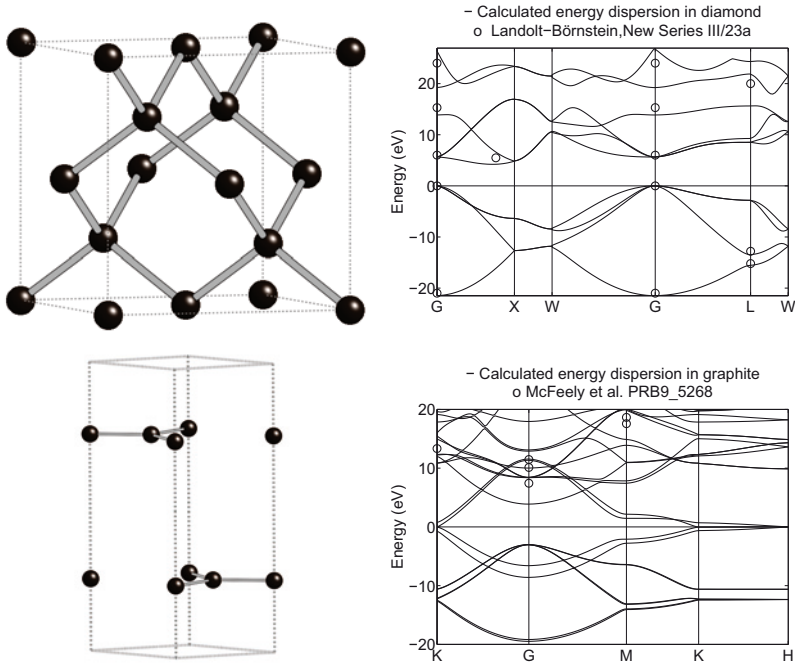 − Calculated energy dispersion in diamond
o Landolt−Börnstein,New Series III/23a
Energy (eV)
20
10
0
−10
−20
G X W G L W
− Calculated energy dispersion in graphite
o McFeely et al. PRB9_5268
Energy (eV)
20
10
0
−10
−20
K G M K H